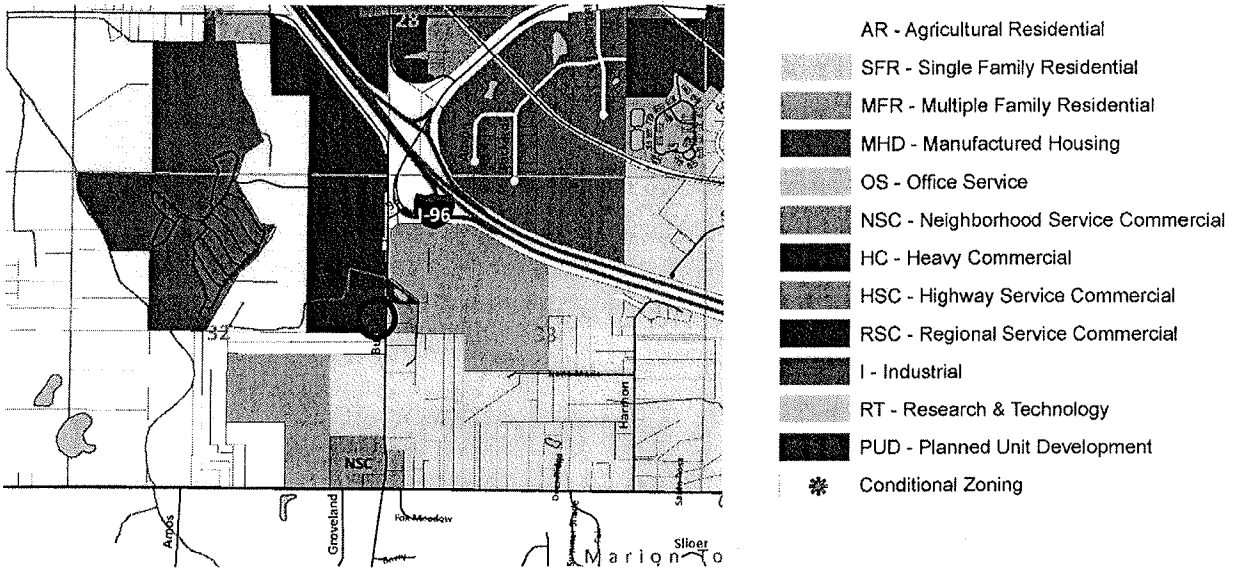 28
I-96
32
33
Harmon
NSC
Amos
Groveland
Fox Meadow
Marion To
AR - Agricultural Residential
SFR - Single Family Residential
MFR - Multiple Family Residential
MHD - Manufactured Housing
OS - Office Service
NSC - Neighborhood Service Commercial
HC - Heavy Commercial
HSC - Highway Service Commercial
RSC - Regional Service Commercial
I - Industrial
RT - Research & Technology
PUD - Planned Unit Development
Conditional Zoning